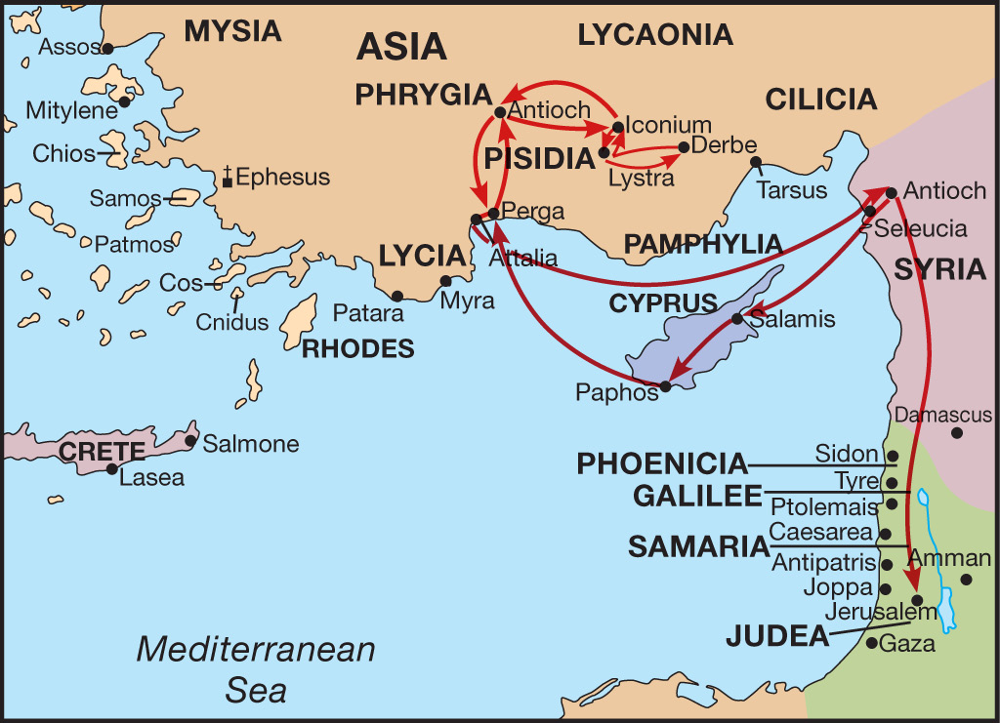 MYSIA
ASIA
LYCAONIA
Assos
PHRYGIA
CILICIA
Mitylene
Antioch
Iconium
Chios
PISIDIA
Derbe
†Ephesus
Lystra
Tarsus
Samos
Antioch
Perga
Seleucia
Patmos
LYCIA
Attalia
PAMPHYLIA
SYRIA
Cos
Myra
CYPRUS
Cnidus
Patara
Salamis
RHODES
Paphos
Damascus
CRETE
Salmone
Lasea
Sidon
PHOENICIA
Tyre
GALILEE
Ptolemais
Caesarea
SAMARIA
Amman
Antipatris
Joppa
Jerusalem
JUDEA
Gaza
Mediterranean
Sea